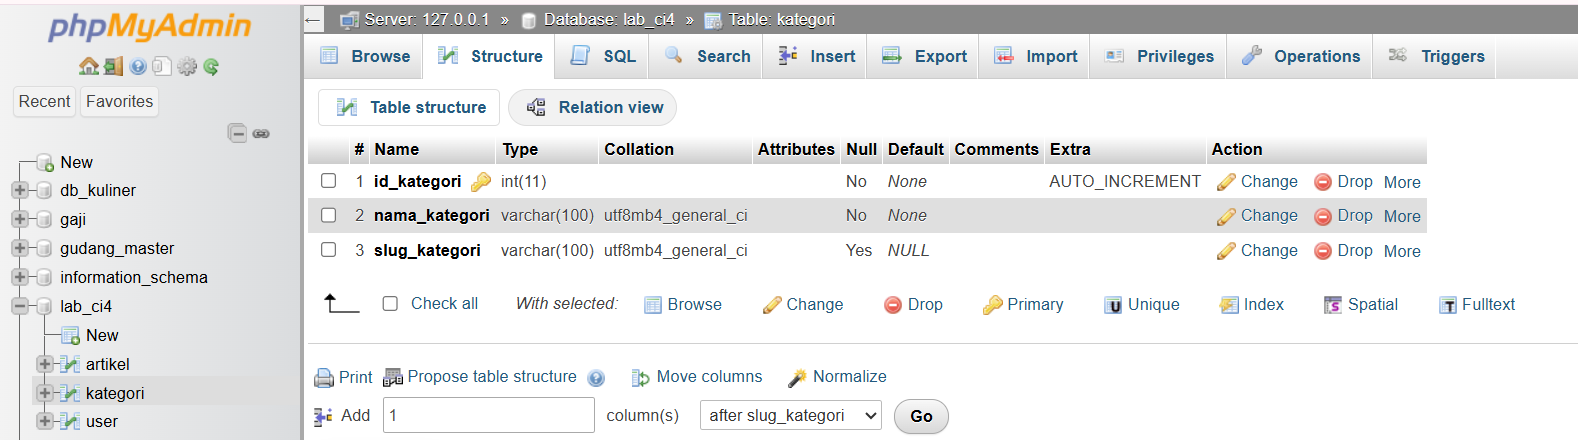 phpMyAdmin
Recent Favorites
New
db_kuliner
gaji
gudang_master
information_schema
lab_ci4
New
artikel
kategori
user
Server: 127.0.0.1 » Database: lab_ci4 » Table: kategori
Browse Structure SQL Search Insert Export Import Privileges Operations Triggers
Table structure Relation view
# Name Type Collation Attributes Null Default Comments Extra Action
1 id_kategori int(11) No None AUTO_INCREMENT Change Drop More
2 nama_kategori varchar(100) utf8mb4_general_ci No None Change Drop More
3 slug_kategori varchar(100) utf8mb4_general_ci Yes NULL Change Drop More
Check all With selected: Browse Change Drop Primary Unique Index Spatial Fulltext
Print Propose table structure Move columns Normalize
Add 1 column(s) after slug_kategori Go